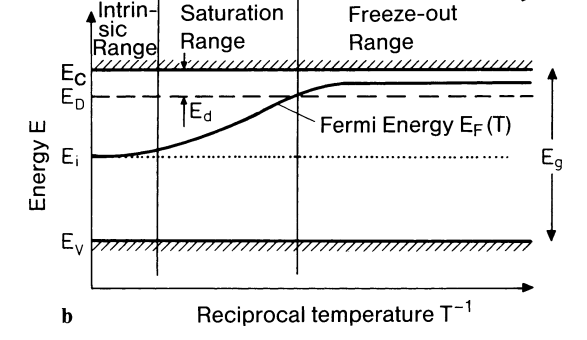 Intrin-
sic
Range
Saturation
Range
Freeze-out
Range
E_C
E_D
E_d
Fermi Energy E_F(T)
E_i
E_g
E_V
Energy E
b
Reciprocal temperature T⁻¹